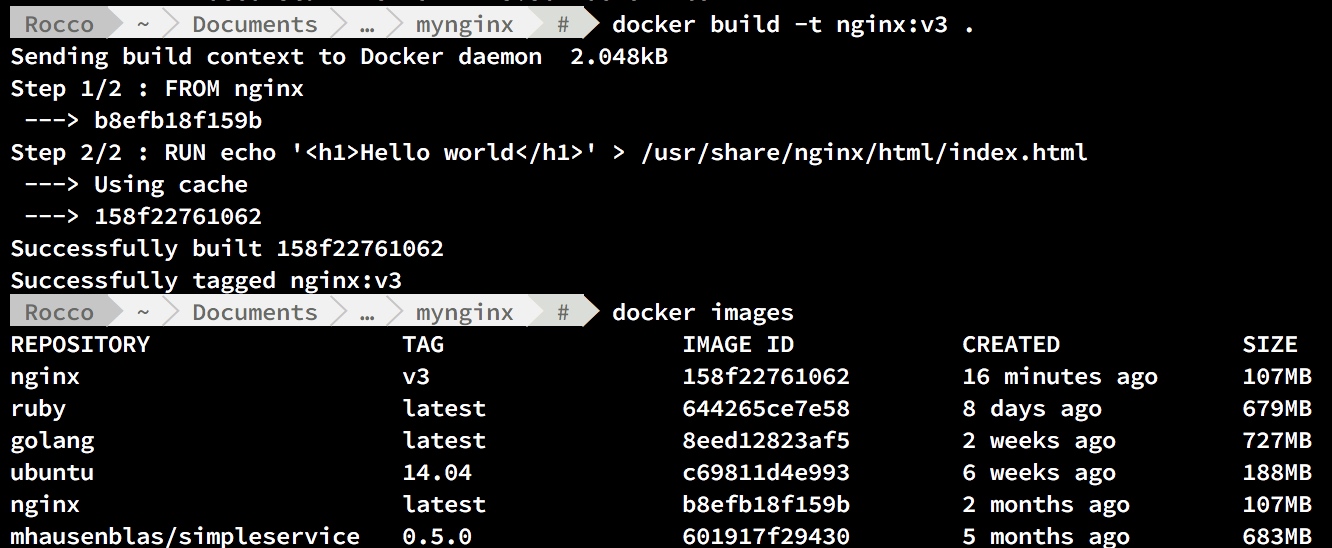 Rocco ~ Documents … mynginx # docker build -t nginx:v3 .
Sending build context to Docker daemon  2.048kB
Step 1/2 : FROM nginx
 ---> b8efb18f159b
Step 2/2 : RUN echo '<h1>Hello world</h1>' > /usr/share/nginx/html/index.html
 ---> Using cache
 ---> 158f22761062
Successfully built 158f22761062
Successfully tagged nginx:v3
Rocco ~ Documents … mynginx # docker images
REPOSITORY                  TAG                 IMAGE ID            CREATED             SIZE
nginx                       v3                  158f22761062        16 minutes ago      107MB
ruby                        latest              644265ce7e58        8 days ago          679MB
golang                      latest              8eed12823af5        2 weeks ago         727MB
ubuntu                      14.04               c69811d4e993        6 weeks ago         188MB
nginx                       latest              b8efb18f159b        2 months ago        107MB
mhausenblas/simpleservice   0.5.0               601917f29430        5 months ago        683MB